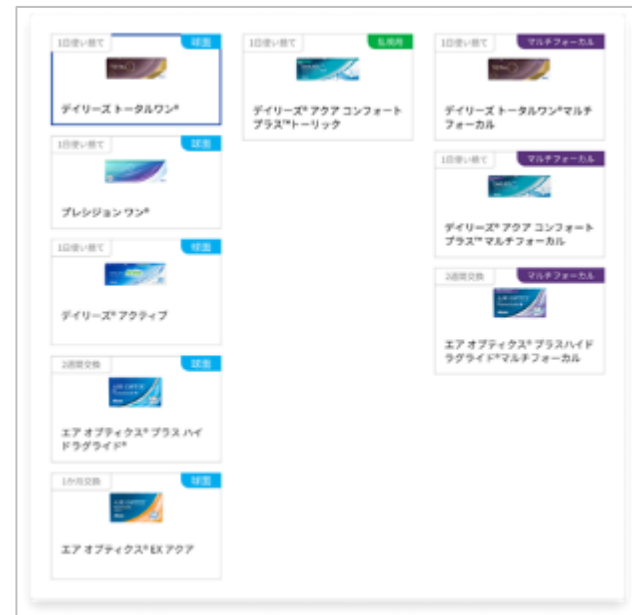 1日使い捨て 球面
デイリーズ トータルワン®
1日使い捨て 球面
プレシジョン ワン®
1日使い捨て 球面
デイリーズ® アクティブ
2週間交換 球面
エア オプティクス® プラス ハイ
ドラグライド®
1か月交換 球面
エア オプティクス® EX アクア
1日使い捨て 乱視用
デイリーズ® アクア コンフォート
プラス™トーリック
1日使い捨て マルチフォーカル
デイリーズ トータルワン®マルチ
フォーカル
1日使い捨て マルチフォーカル
デイリーズ® アクア コンフォート
プラス™ マルチフォーカル
2週間交換 マルチフォーカル
エア オプティクス® プラスハイド
ラグライド®マルチフォーカル